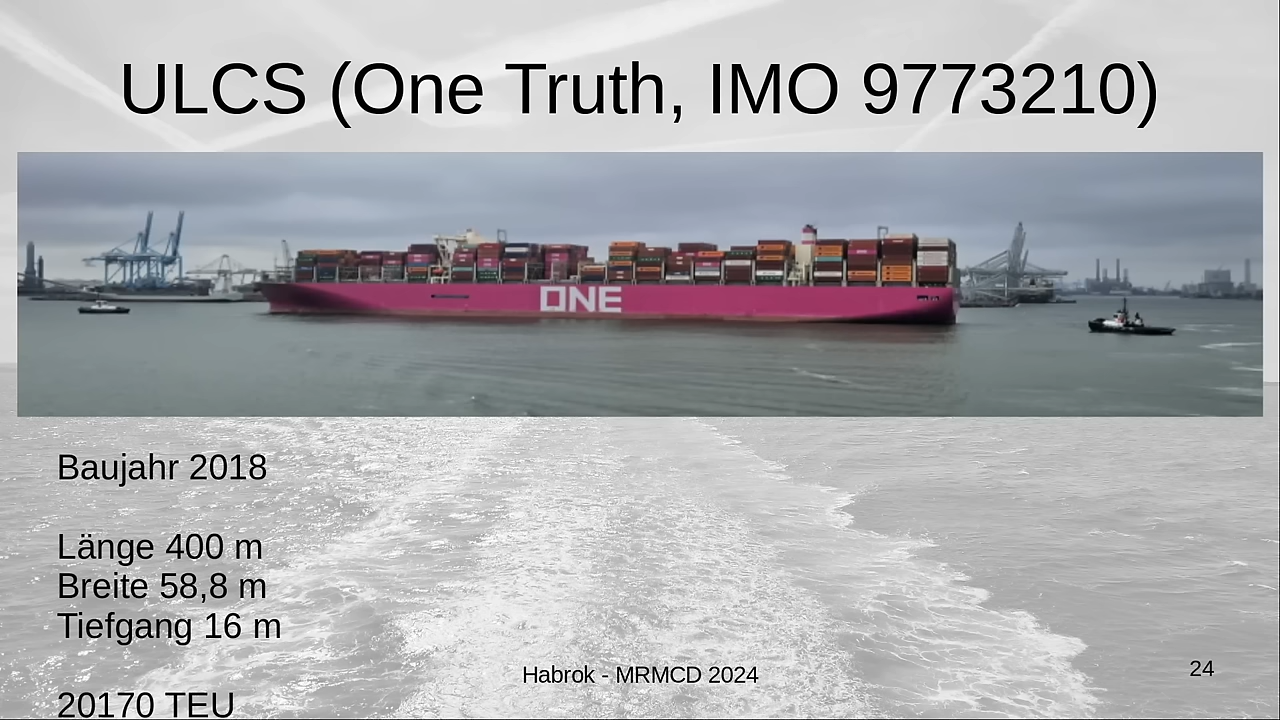 ULCS (One Truth, IMO 9773210)
ONE
Baujahr 2018
Länge 400 m
Breite 58,8 m
Tiefgang 16 m
20170 TEU
Habrok - MRMCD 2024
24